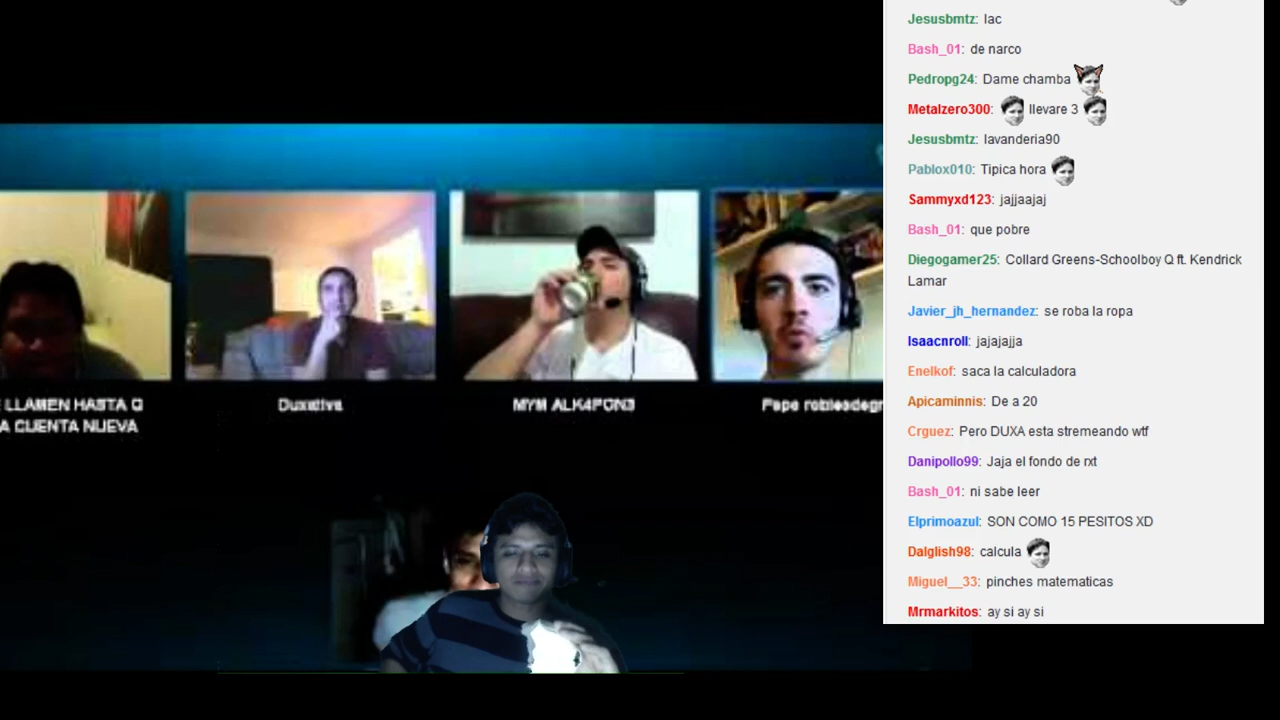 LLAMEN HASTA Q
A CUENTA NUEVA
Duxativa
MYM ALK4PON3
Pepe roblesdegr
Jesusbmtz: lac
Bash_01: de narco
Pedropg24: Dame chamba
Metalzero300: llevare 3
Jesusbmtz: lavanderia90
Pablox010: Tipica hora
Sammyxd123: jajjaajaj
Bash_01: que pobre
Diegogamer25: Collard Greens-Schoolboy Q ft. Kendrick
Lamar
Javier_jh_hernandez: se roba la ropa
Isaacnroll: jajajajja
Enelkof: saca la calculadora
Apicaminnis: De a 20
Crguez: Pero DUXA esta stremeando wtf
Danipollo99: Jaja el fondo de rxt
Bash_01: ni sabe leer
Elprimoazul: SON COMO 15 PESITOS XD
Dalglish98: calcula
Miguel__33: pinches matematicas
Mrmarkitos: ay si ay si